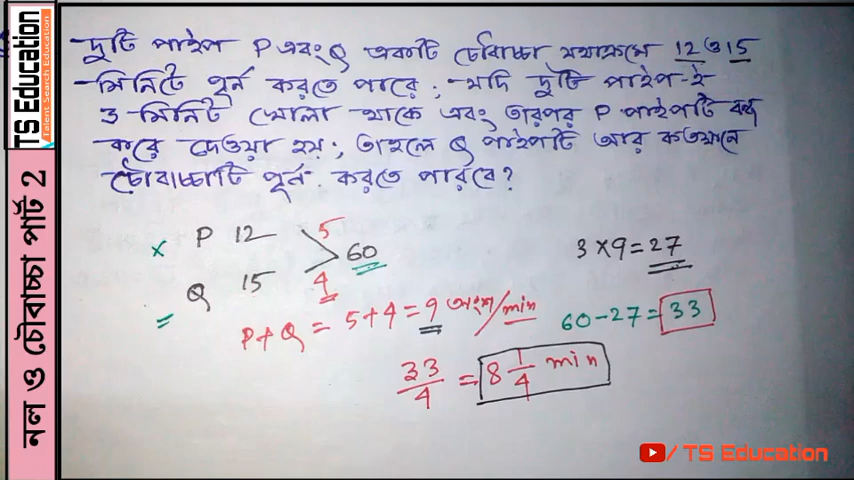 দুটি পাইপ P এবং Q একটি চৌবাচ্চা যথাক্রমে 12 ও 15
মিনিটে পূর্ন করতে পারে; যদি দুটি পাইপ-ই
3 মিনিট খোলা থাকে এবং তারপর P পাইপটি বন্ধ
করে দেওয়া হয়; তাহলে Q পাইপটি আর কতক্ষনে
চৌবাচ্চাটি পূর্ন করতে পারবে?
P 12 5
60
Q 15 4
P+Q = 5+4 = 9 অংশ/min
3×9=27
60-27=33
33/4 = 8 1/4 min
TS Education
Talent Search Education
নল ও চৌবাচ্চা পার্ট 2
/ TS Education